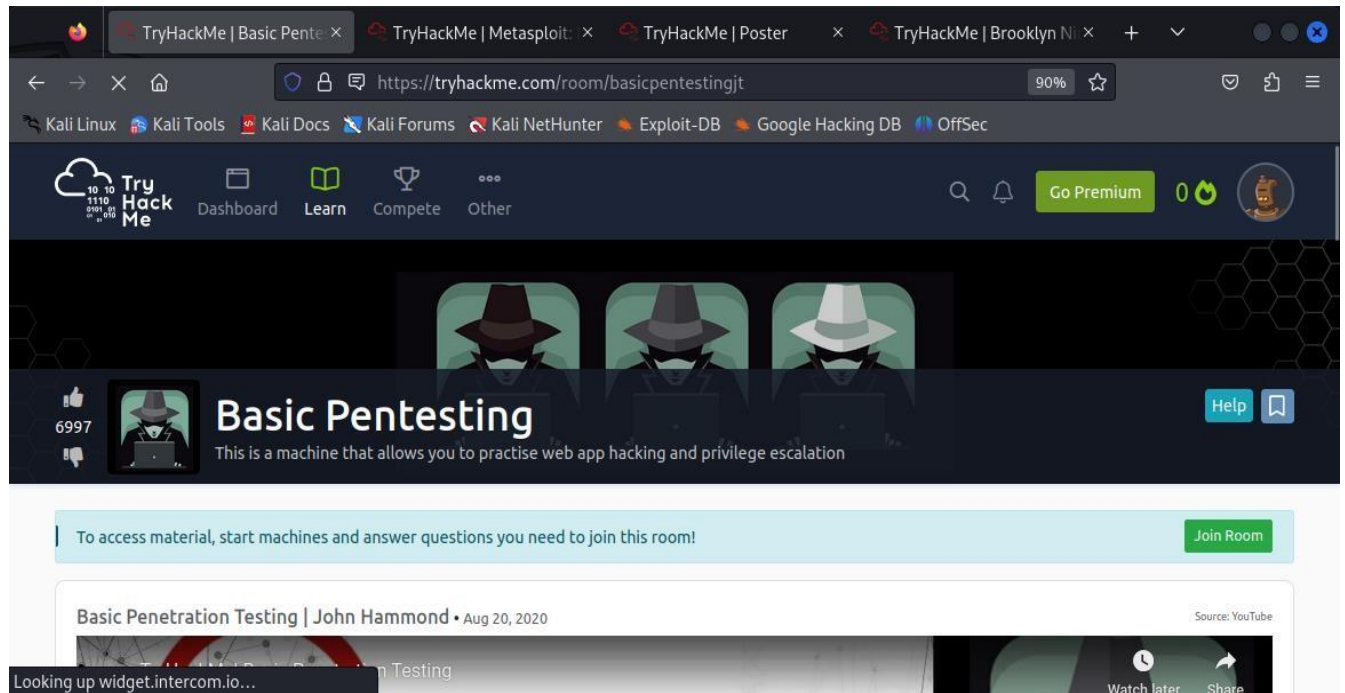 TryHackMe | Basic Pente
TryHackMe | Metasploit:
TryHackMe | Poster
TryHackMe | Brooklyn Ni
https://tryhackme.com/room/basicpentestingjt
90%
Kali Linux Kali Tools Kali Docs Kali Forums Kali NetHunter Exploit-DB Google Hacking DB OffSec
Try
Hack
Me
Dashboard Learn Compete Other
Go Premium 0
6997
Basic Pentesting
This is a machine that allows you to practise web app hacking and privilege escalation
Help
To access material, start machines and answer questions you need to join this room!
Join Room
Basic Penetration Testing | John Hammond • Aug 20, 2020
Source: YouTube
n Testing
Watch later Share
Looking up widget.intercom.io…